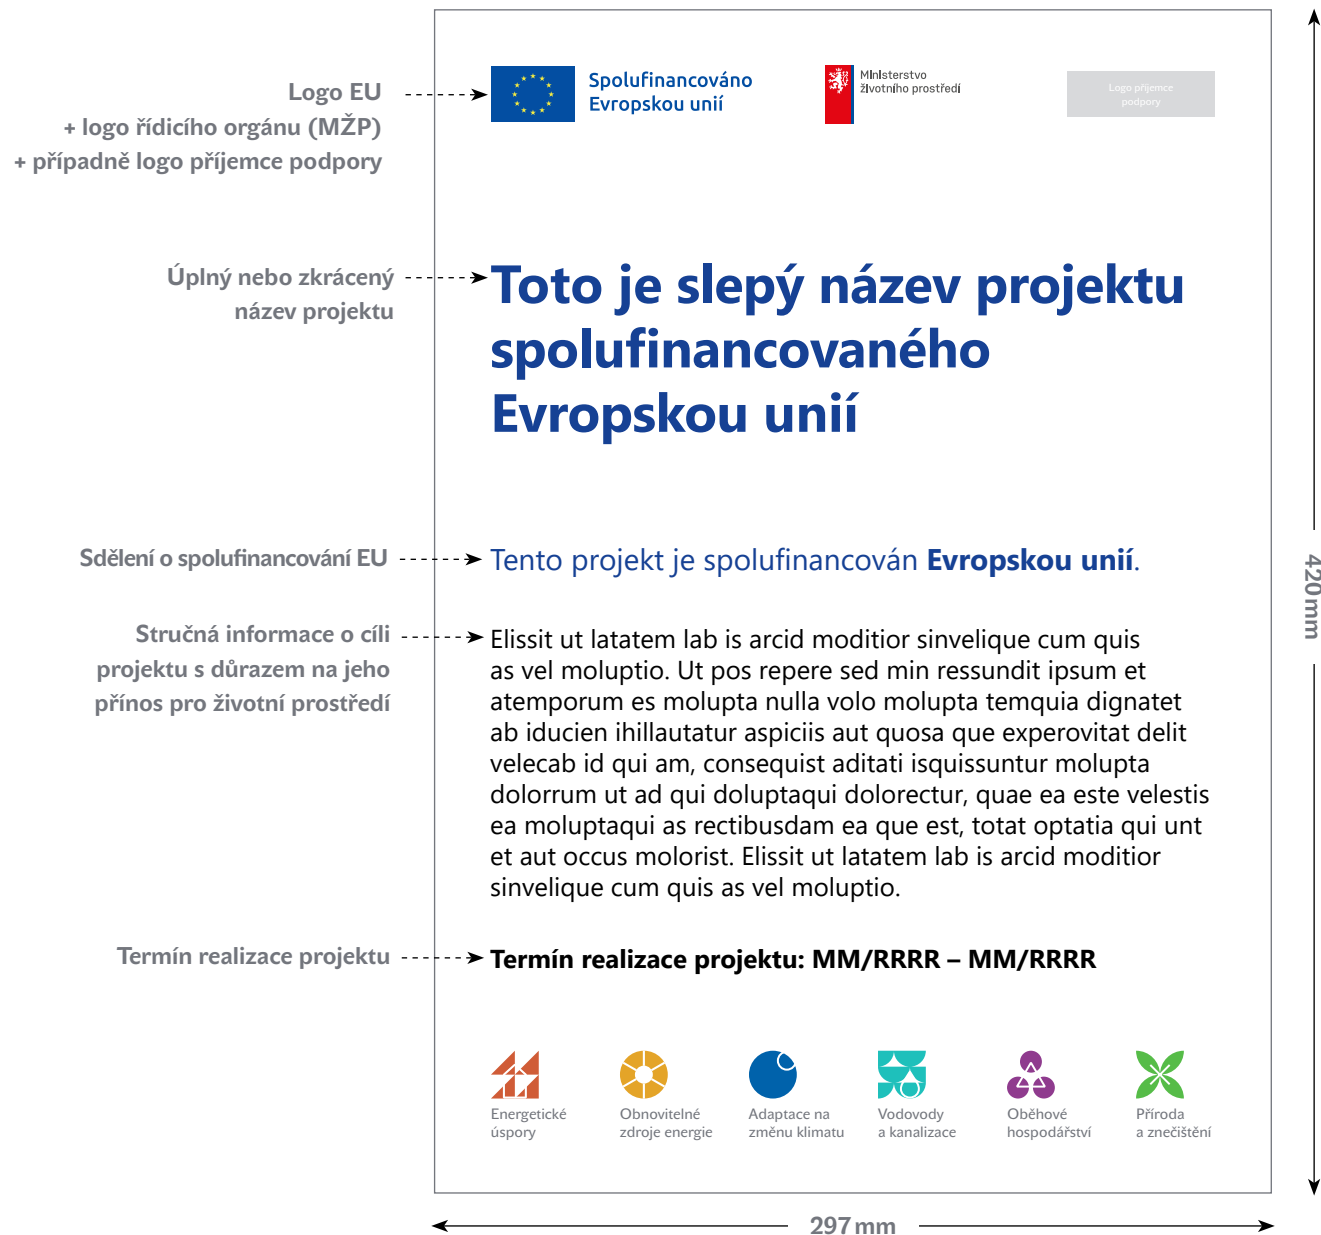 Logo EU
+ logo řídicího orgánu (MŽP)
+ případně logo příjemce podpory
Spolufinancováno
Evropskou unií
Ministerstvo
životního prostředí
Logo příjemce
podpory
Úplný nebo zkrácený
název projektu
Toto je slepý název projektu
spolufinancovaného
Evropskou unií
Sdělení o spolufinancování EU
Tento projekt je spolufinancován Evropskou unií.
Stručná informace o cíli
projektu s důrazem na jeho
přínos pro životní prostředí
Elissit ut latatem lab is arcid moditior sinvelique cum quis
as vel moluptio. Ut pos repere sed min ressundit ipsum et
atemporum es molupta nulla volo molupta temquia dignatet
ab iducien ihillautatur aspiciis aut quosa que experovitat delit
velecab id qui am, consequist aditati isquissuntur molupta
dolorrum ut ad qui doluptaqui dolorectur, quae ea este velestis
ea moluptaqui as rectibusdam ea que est, totat optatia qui unt
et aut occus molorist. Elissit ut latatem lab is arcid moditior
sinvelique cum quis as vel moluptio.
Termín realizace projektu
Termín realizace projektu: MM/RRRR – MM/RRRR
Energetické
úspory
Obnovitelné
zdroje energie
Adaptace na
změnu klimatu
Vodovody
a kanalizace
Oběhové
hospodářství
Příroda
a znečištění
420 mm
297 mm